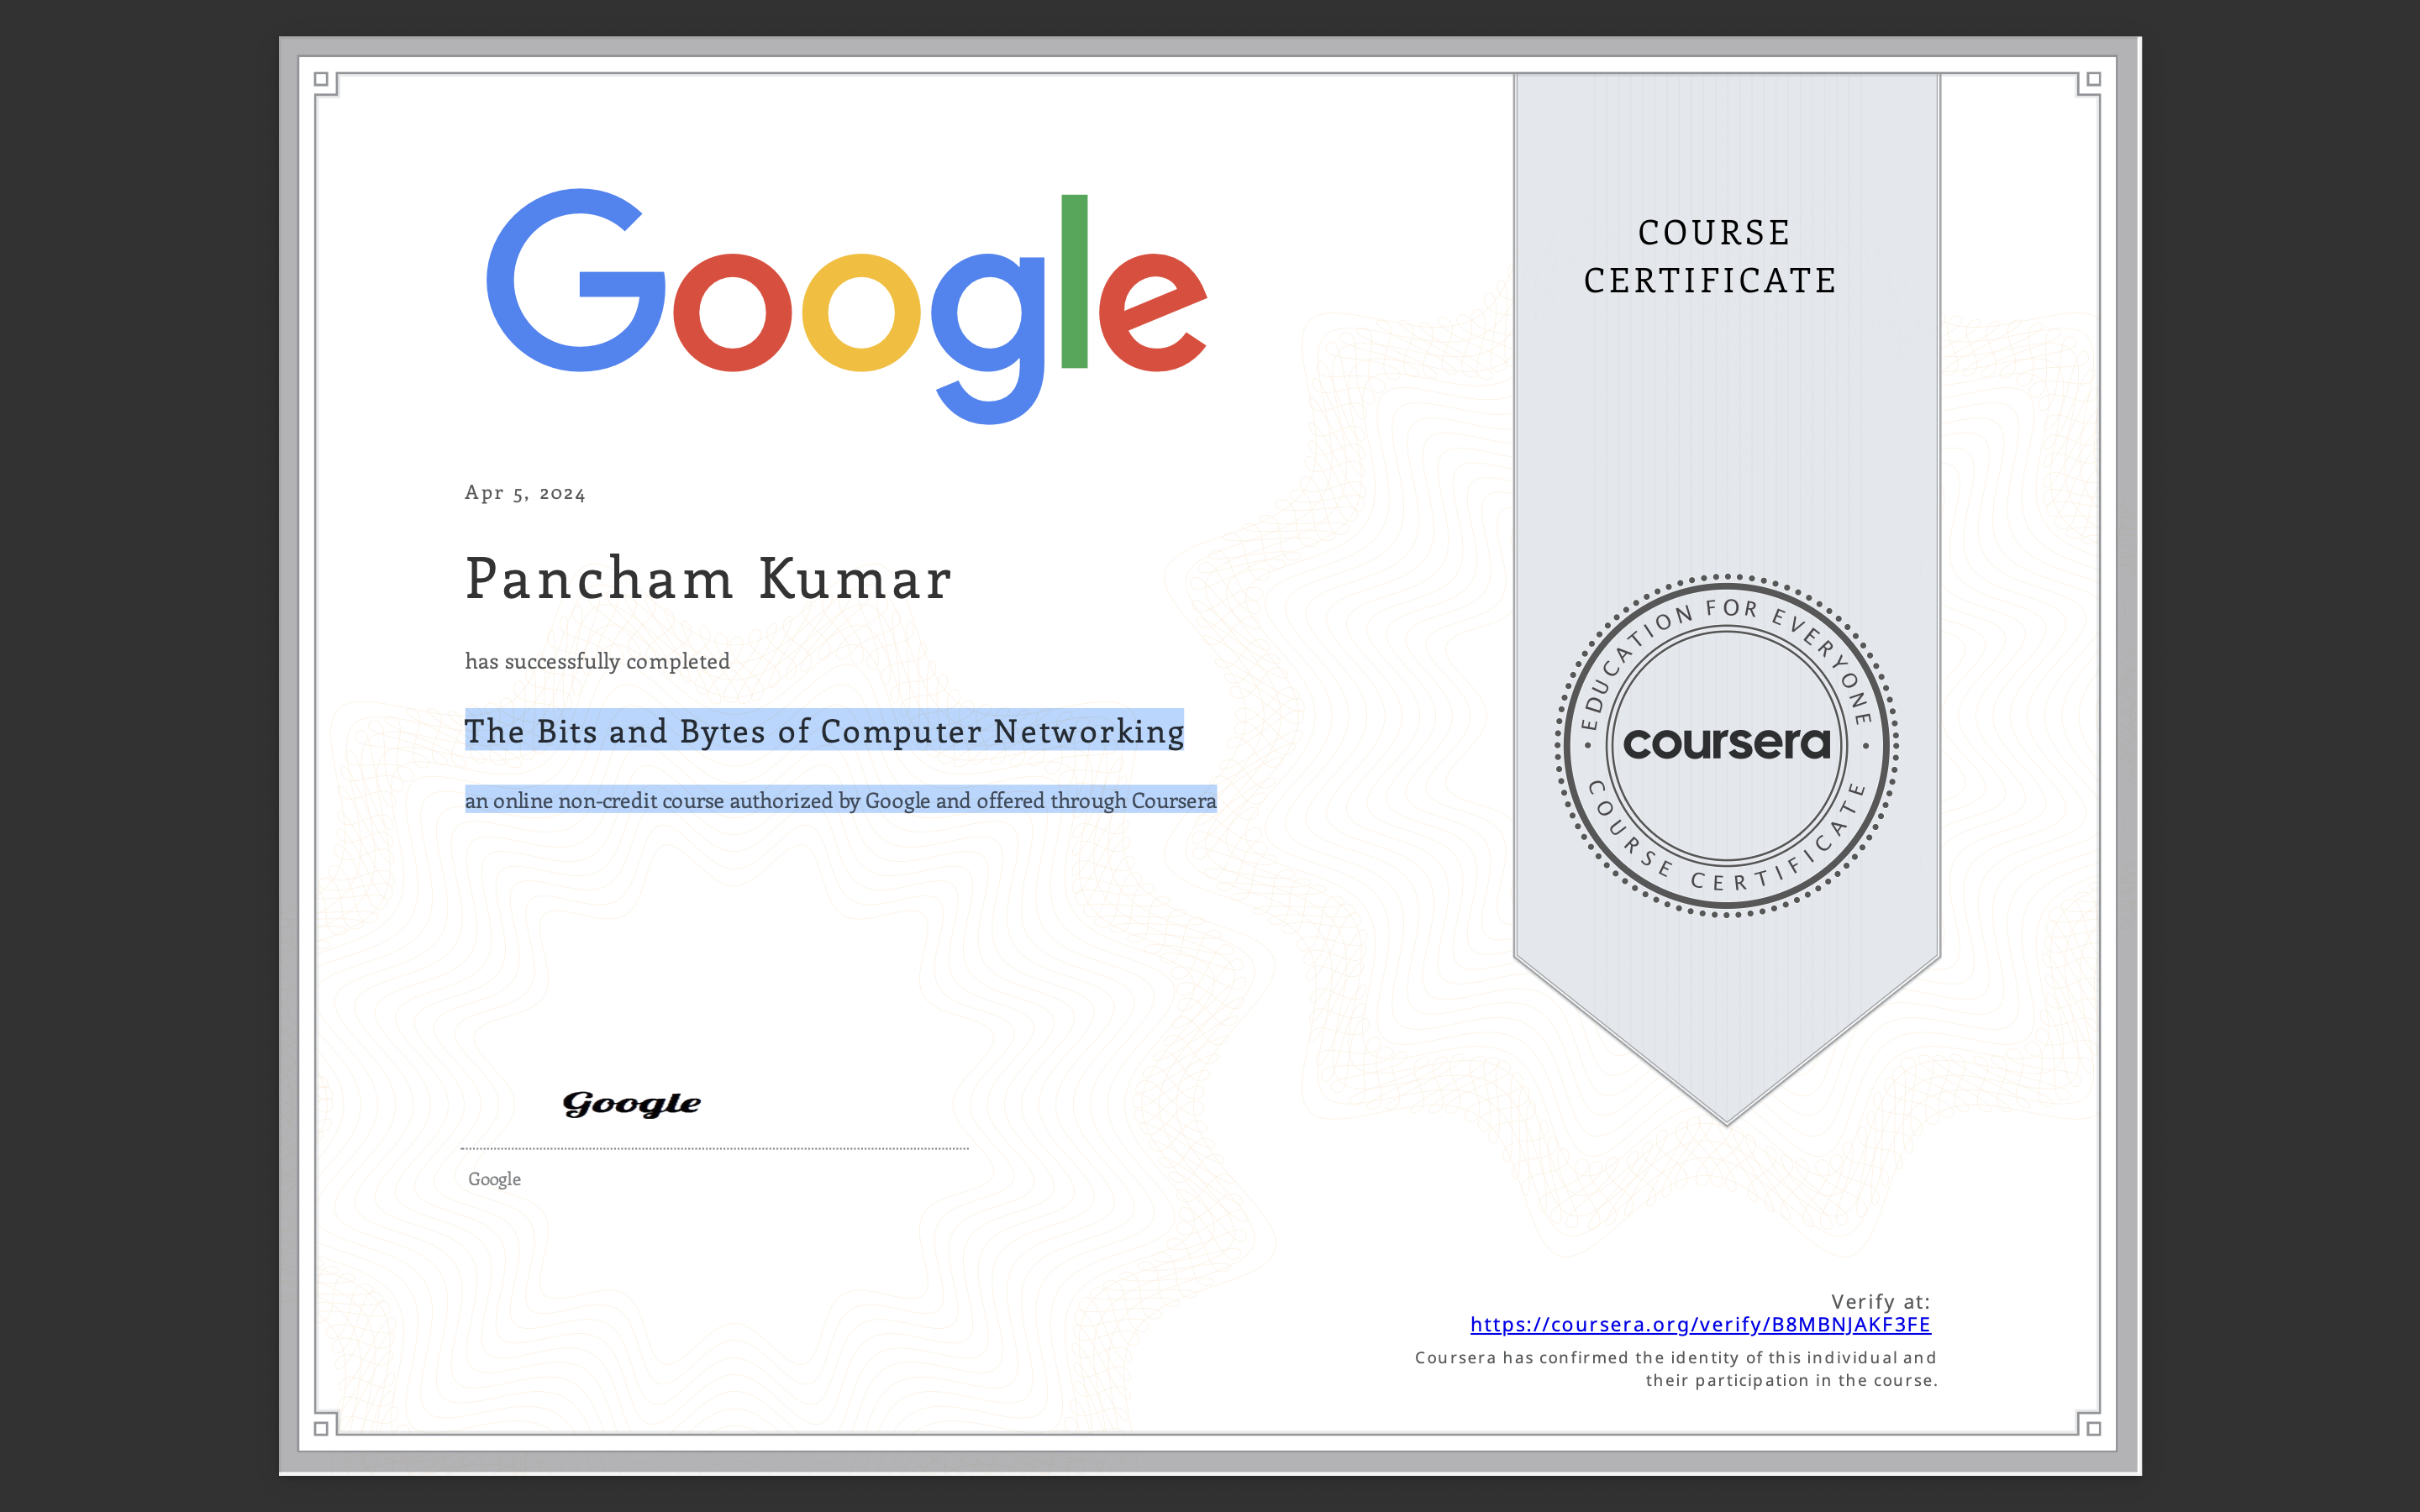 Google
COURSE
CERTIFICATE
Apr 5, 2024
Pancham Kumar
has successfully completed
The Bits and Bytes of Computer Networking
an online non-credit course authorized by Google and offered through Coursera
EDUCATION FOR EVERYONE
coursera
COURSE CERTIFICATE
Google
Google
Verify at:
https://coursera.org/verify/B8MBNJAKF3FE
Coursera has confirmed the identity of this individual and
their participation in the course.